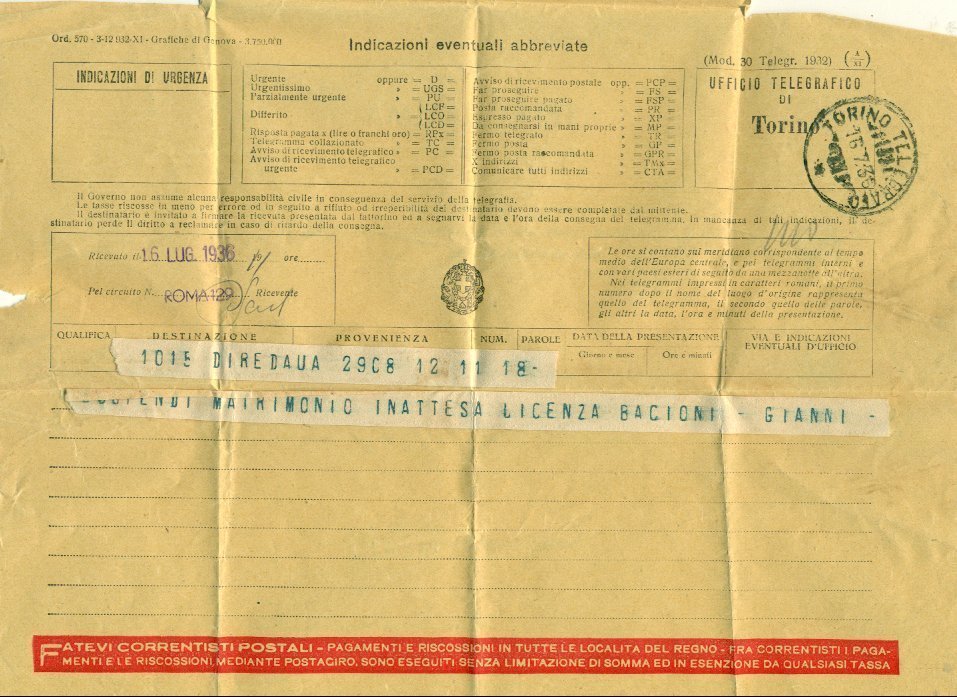 Ord. 570 - 3-12 932-XI - Grafiche di Genova - 3.750.000
Indicazioni eventuali abbreviate
(Mod. 30 Telegr. 1932) (A/XI)
INDICAZIONI DI URGENZA
Urgente oppure = D =
Urgentissimo » = UGS =
Parzialmente urgente » = PU =
Differito » (LCF =
(LCO =
(LCD =
Risposta pagata x (lire o franchi oro) = RPx =
Telegramma collazionato » = TC =
Avviso di ricevimento telegrafico » = PC =
Avviso di ricevimento telegrafico
urgente » = PCD =
Avviso di ricevimento postale opp. = PCP =
Far proseguire » = FS =
Far proseguire pagato » = FSP =
Posta raccomandata » = PR =
Espresso pagato » = XP =
Da consegnarsi in mani proprie » = MP =
Fermo telegrafo » = TR =
Fermo posta » = GP =
Fermo posta raccomandata » = GPR =
X indirizzi » = TMx =
Comunicare tutti indirizzi » = CTA =
UFFICIO TELEGRAFICO
DI
Torino
TORINO TELEGRAFO
16.7.36
Il Governo non assume alcuna responsabilità civile in conseguenza del servizio della telegrafia.
Le tasse riscosse in meno per errore od in seguito a rifiuto od irreperibilità del destinatario devono essere completate dal mittente.
Il destinatario è invitato a firmare la ricevuta presentata dal fattorino ed a segnarvi la data e l'ora della consegna del telegramma. In mancanza di tali indicazioni, il destinatario perde il diritto a reclamare in caso di ritardo della consegna.
Ricevuto il 16 LUG 1936 19 ore
Pel circuito N. ROMA 129 Ricevente
Le ore si contano sul meridiano corrispondente al tempo
medio dell'Europa centrale, e pei telegrammi interni e
con vari paesi esteri di seguito da una mezzanotte all'altra.
Nei telegrammi impressi in caratteri romani, il primo
numero dopo il nome del luogo d'origine rappresenta
quello del telegramma, il secondo quello delle parole,
gli altri la data, l'ora e minuti della presentazione.
QUALIFICA DESTINAZIONE PROVENIENZA NUM. PAROLE DATA DELLA PRESENTAZIONE VIA E INDICAZIONI EVENTUALI D'UFFICIO
Giorno e mese Ore e minuti
1015 DIREDAUA 2908 12 11 18-
MATRIMONIO INATTESA LICENZA BACIONI - GIANNI -
FATEVI CORRENTISTI POSTALI - PAGAMENTI E RISCOSSIONI IN TUTTE LE LOCALITA DEL REGNO - FRA CORRENTISTI I PAGA-
MENTI E LE RISCOSSIONI, MEDIANTE POSTAGIRO, SONO ESEGUITI SENZA LIMITAZIONE DI SOMMA ED IN ESENZIONE DA QUALSIASI TASSA